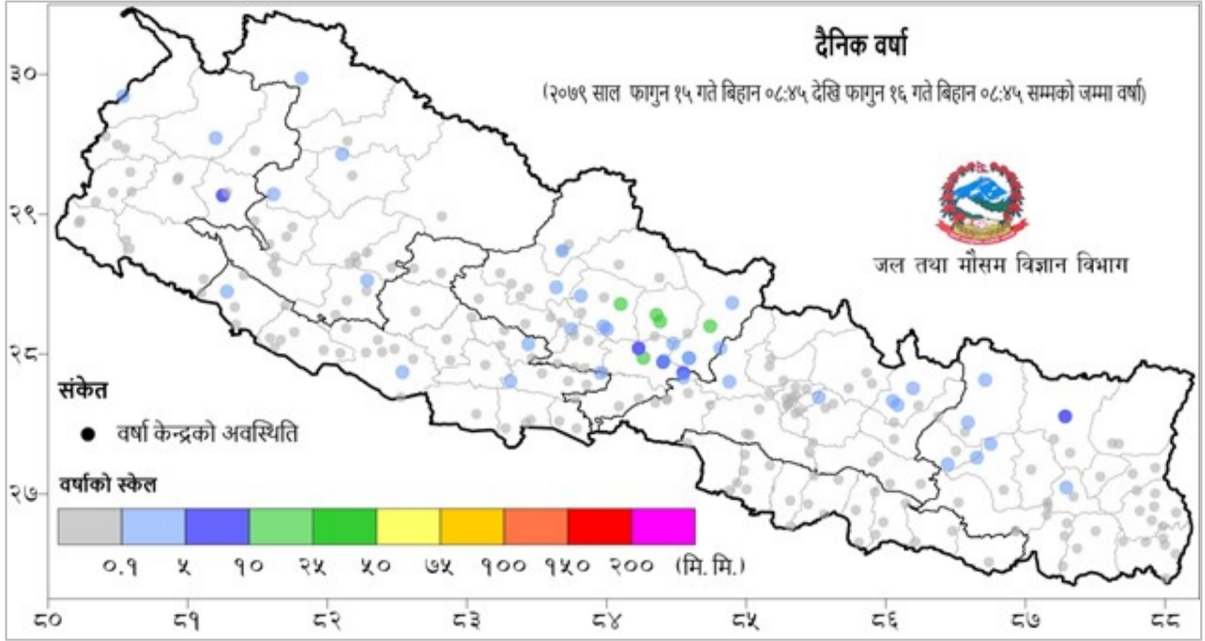 दैनिक वर्षा
(२०७९ साल फागुन १५ गते बिहान ०८:४५ देखि फागुन १६ गते बिहान ०८:४५ सम्मको जम्मा वर्षा)
जल तथा मौसम विज्ञान विभाग
३०
२९
२८
२७
संकेत
वर्षा केन्द्रको अवस्थिति
वर्षाको स्केल
०.१ ५ १० २५ ५० ७५ १०० १५० २०० (मि.मि.)
८० ८१ ८२ ८३ ८४ ८५ ८६ ८७ ८८